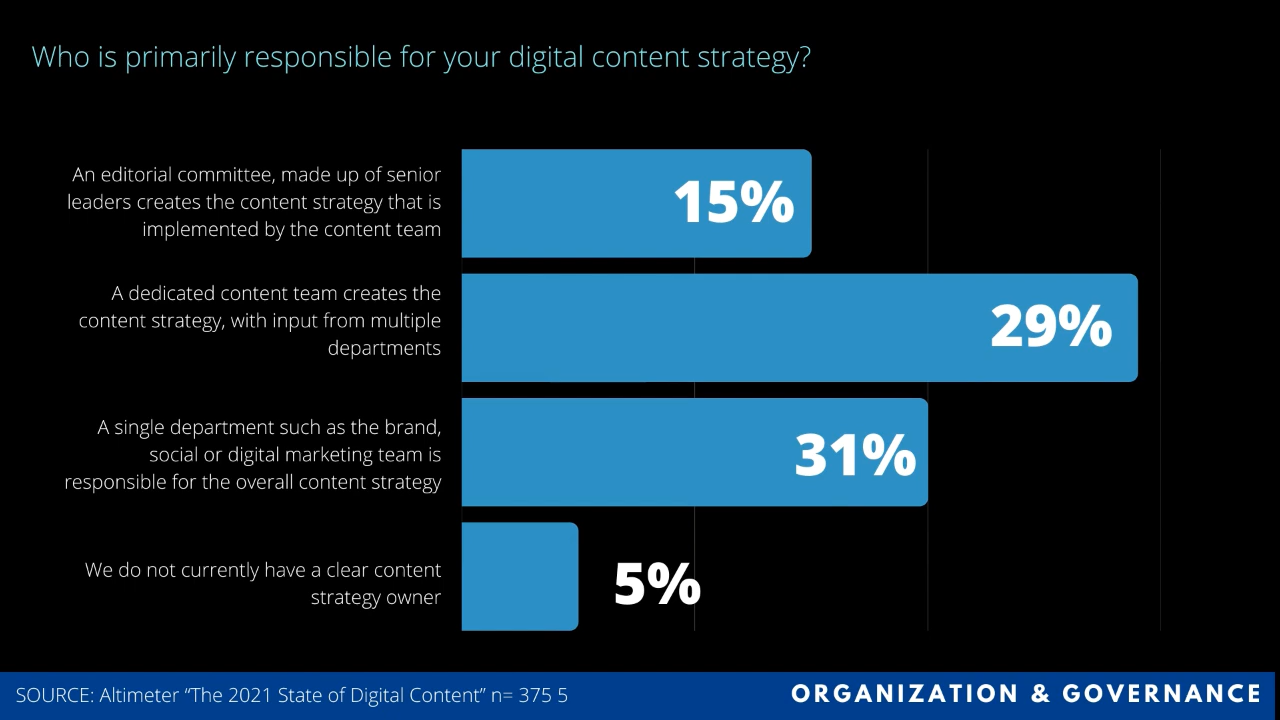 Who is primarily responsible for your digital content strategy?
An editorial committee, made up of senior
leaders creates the content strategy that is
implemented by the content team
15%
A dedicated content team creates the
content strategy, with input from multiple
departments
29%
A single department such as the brand,
social or digital marketing team is
responsible for the overall content strategy
31%
We do not currently have a clear content
strategy owner
5%
SOURCE: Altimeter “The 2021 State of Digital Content” n= 375 5
ORGANIZATION & GOVERNANCE